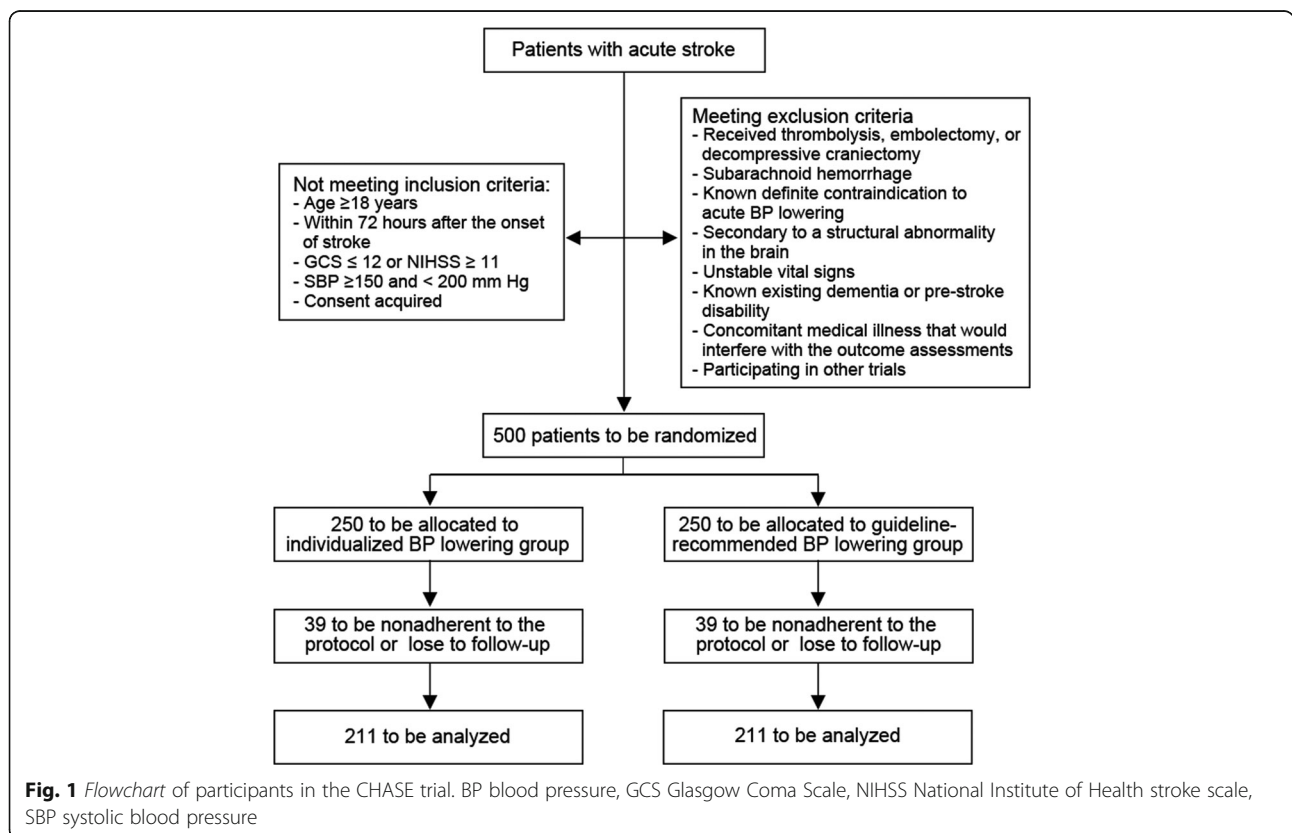 Patients with acute stroke
Not meeting inclusion criteria:
- Age ≥18 years
- Within 72 hours after the onset
of stroke
- GCS ≤ 12 or NIHSS ≥ 11
- SBP ≥150 and < 200 mm Hg
- Consent acquired
Meeting exclusion criteria
- Received thrombolysis, embolectomy, or
decompressive craniectomy
- Subarachnoid hemorrhage
- Known definite contraindication to
acute BP lowering
- Secondary to a structural abnormality
in the brain
- Unstable vital signs
- Known existing dementia or pre-stroke
disability
- Concomitant medical illness that would
interfere with the outcome assessments
- Participating in other trials
500 patients to be randomized
250 to be allocated to
individualized BP lowering group
250 to be allocated to guideline-
recommended BP lowering group
39 to be nonadherent to the
protocol or lose to follow-up
39 to be nonadherent to the
protocol or lose to follow-up
211 to be analyzed
211 to be analyzed
Fig. 1 Flowchart of participants in the CHASE trial. BP blood pressure, GCS Glasgow Coma Scale, NIHSS National Institute of Health stroke scale,
SBP systolic blood pressure